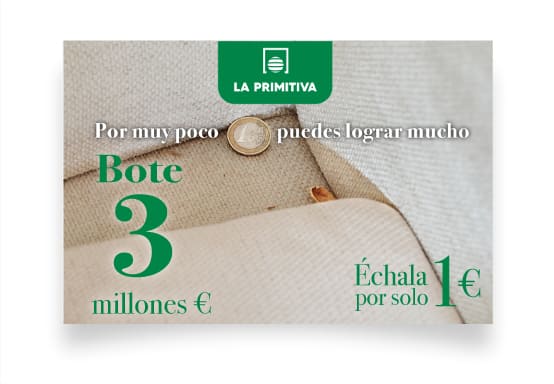 LA PRIMITIVA
Por muy poco puedes lograr mucho
Bote
3
millones €
Échala
por solo 1€